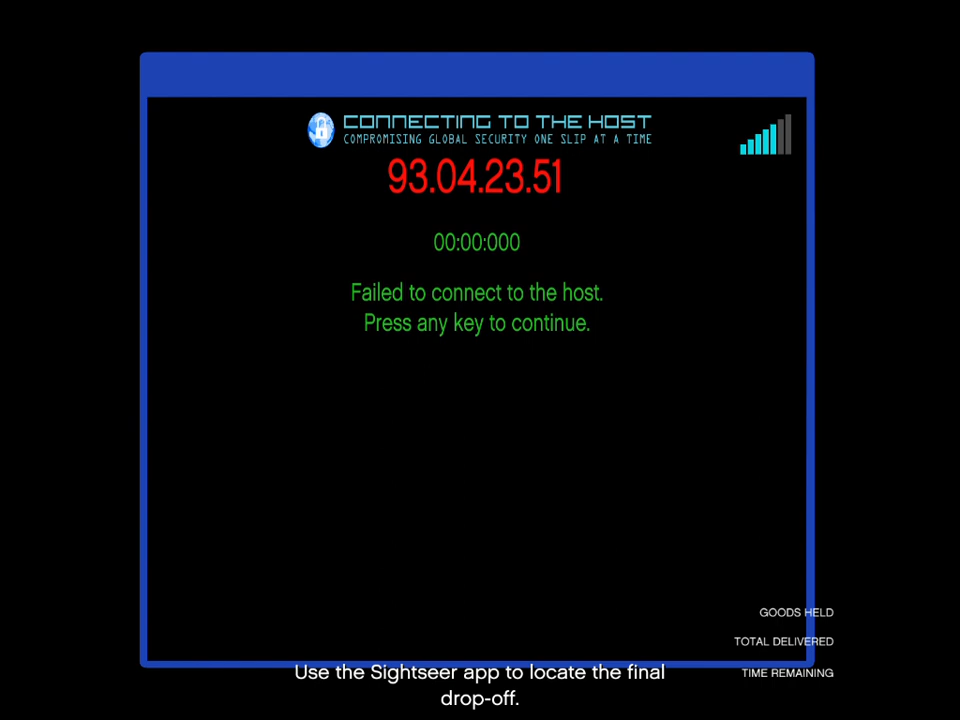 CONNECTING TO THE HOST
COMPROMISING GLOBAL SECURITY ONE SLIP AT A TIME
93.04.23.51
00:00:000
Failed to connect to the host.
Press any key to continue.
GOODS HELD
TOTAL DELIVERED
TIME REMAINING
Use the Sightseer app to locate the final
drop-off.